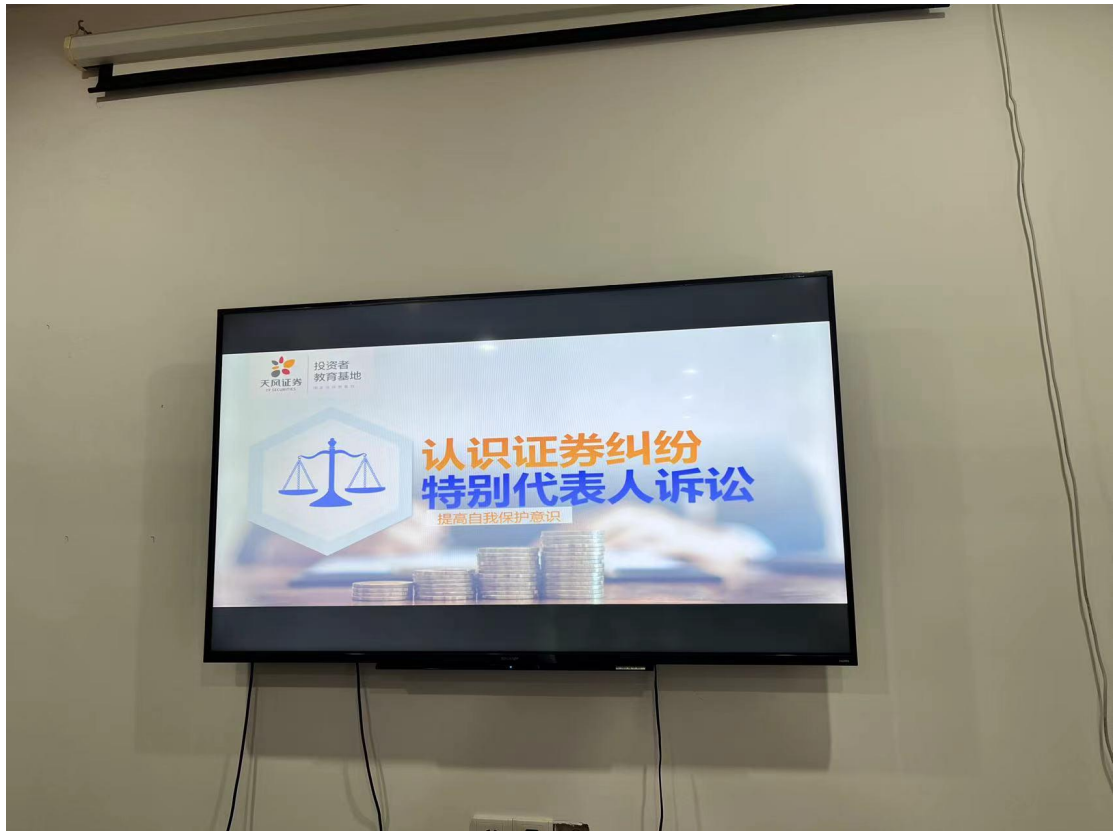 天风证券
投资者
教育基地
认识证券纠纷
特别代表人诉讼
提高自我保护意识